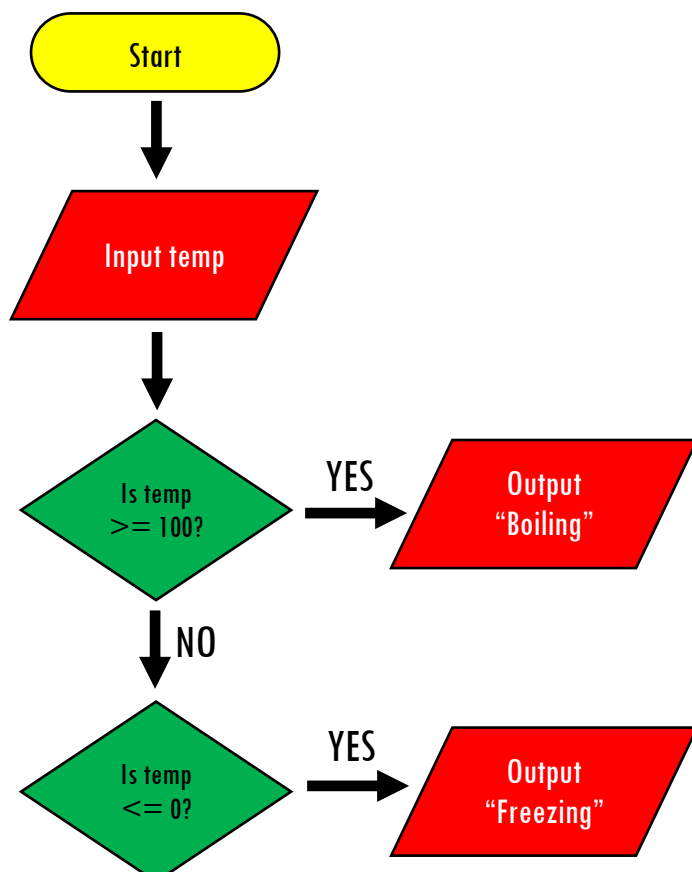 Start
Input temp
Is temp
>= 100?
YES
Output
“Boiling”
NO
Is temp
<= 0?
YES
Output
“Freezing”